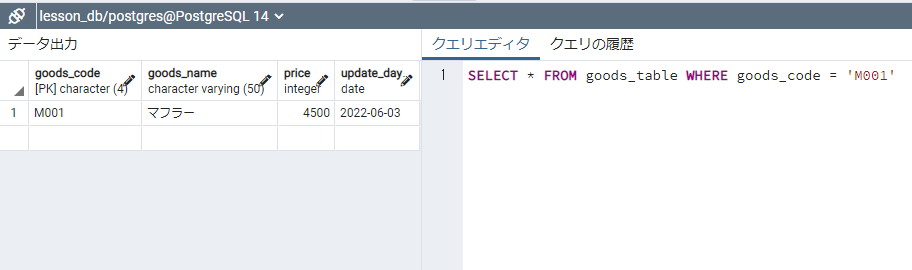 lesson_db/postgres@PostgreSQL 14
データ出力
goods_code
[PK] character (4)
goods_name
character varying (50)
price
integer
update_day
date
1 M001 マフラー 4500 2022-06-03
クエリエディタ クエリの履歴
1 SELECT * FROM goods_table WHERE goods_code = 'M001'